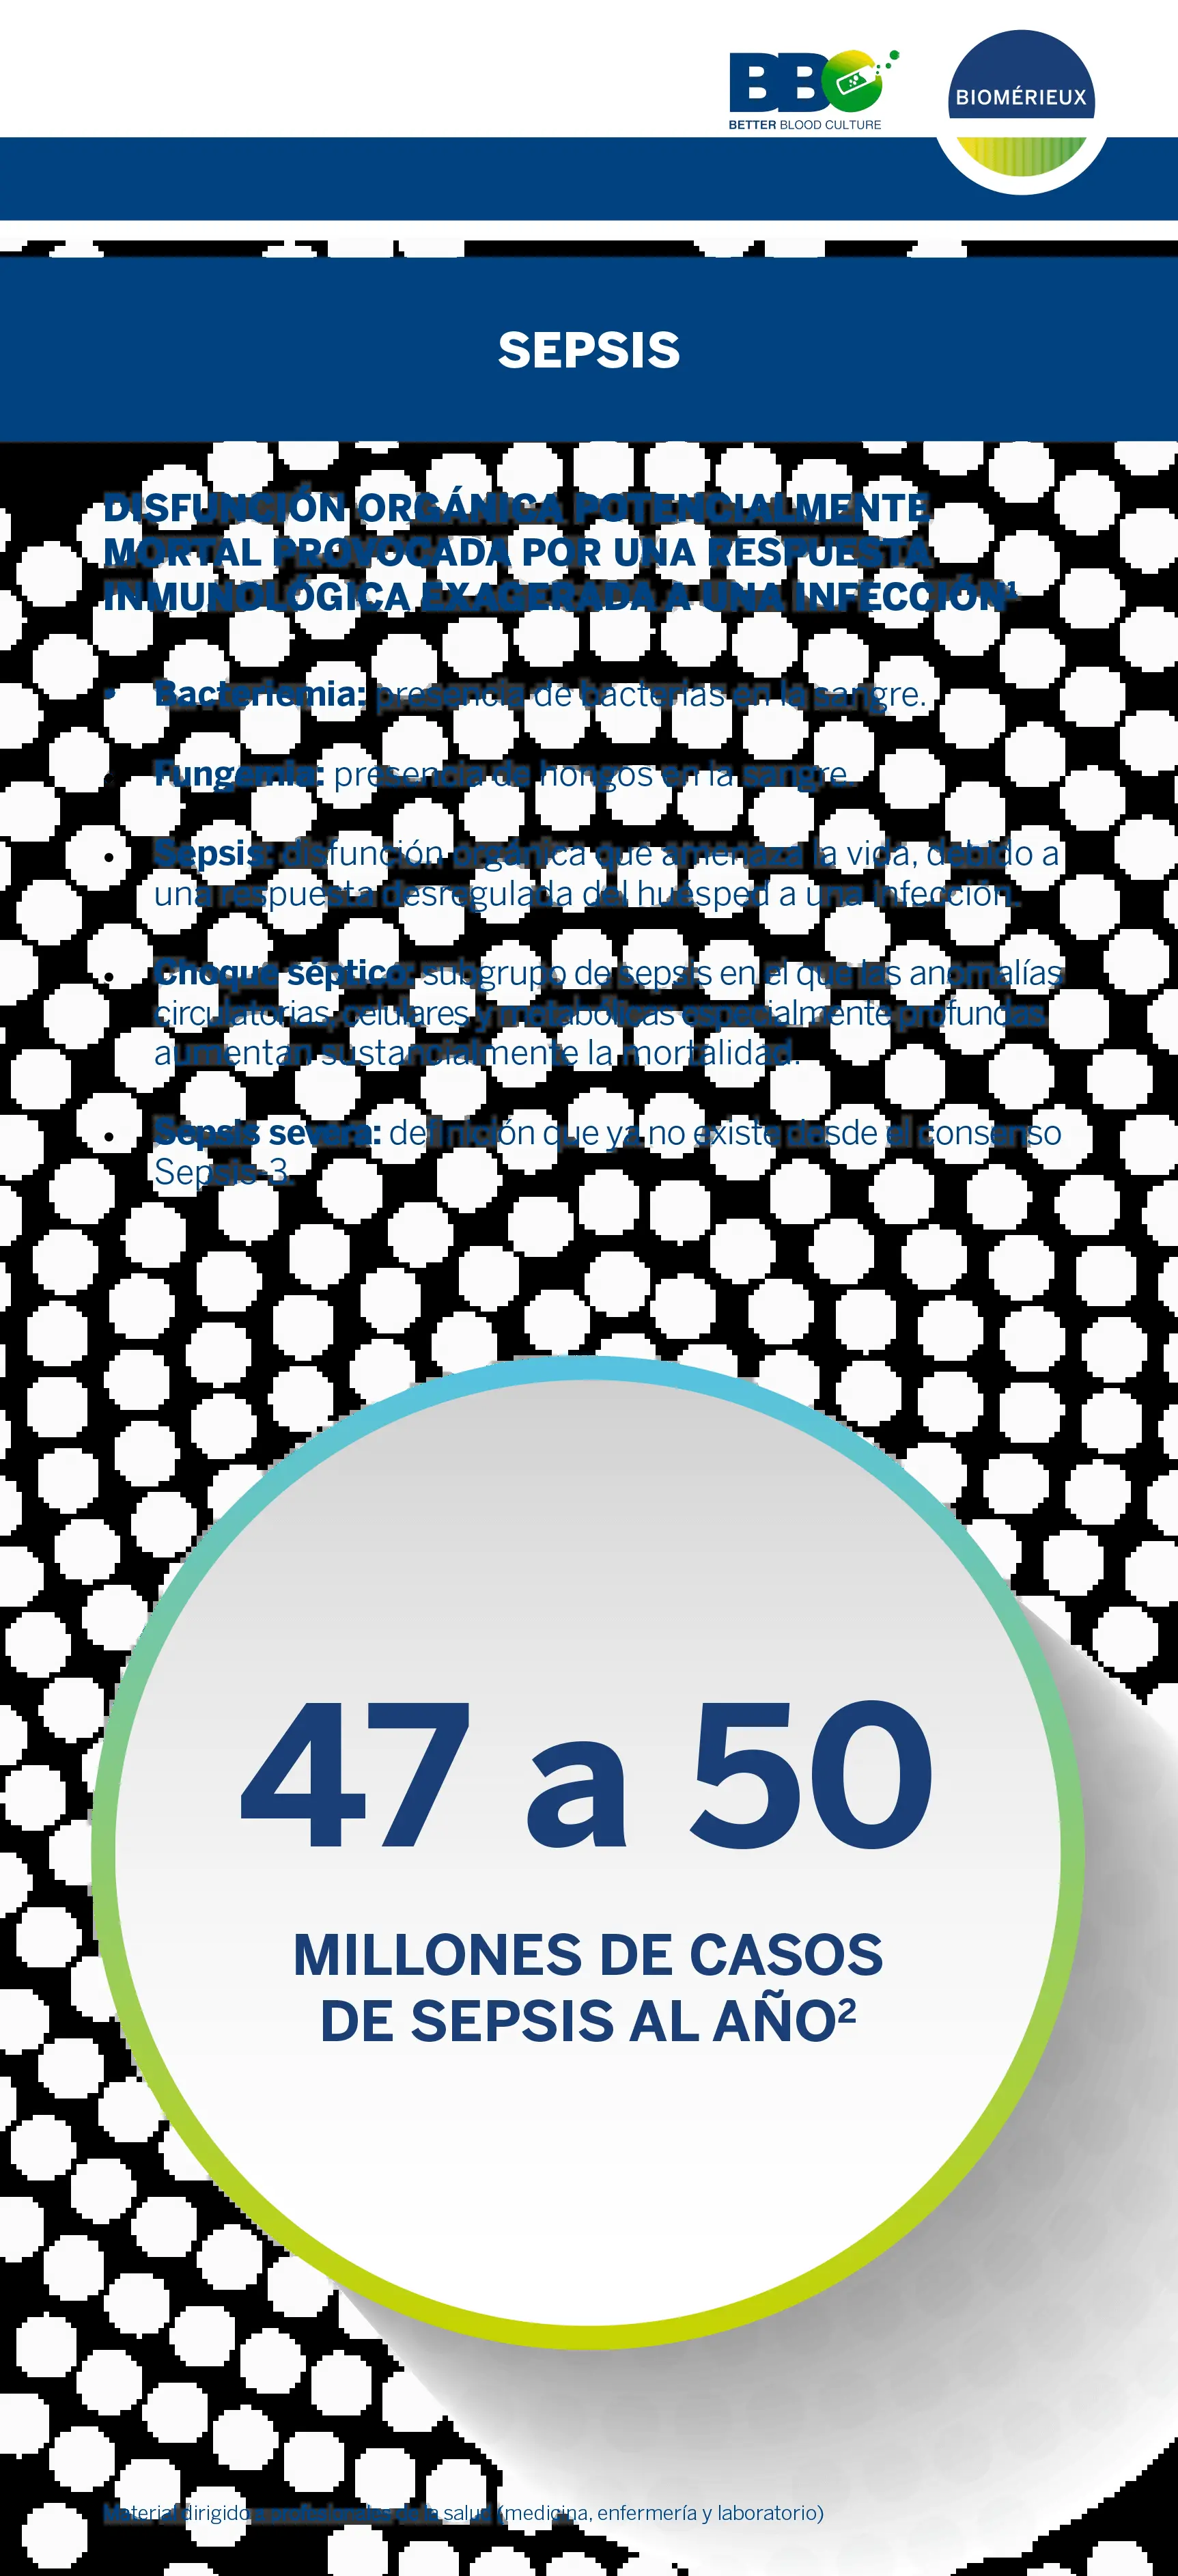 BBC
BETTER BLOOD CULTURE
BIOMÉRIEUX
SEPSIS
DISFUNCIÓN ORGÁNICA POTENCIALMENTE
MORTAL PROVOCADA POR UNA RESPUESTA
INMUNOLÓGICA EXAGERADA A UNA INFECCIÓN¹
• Bacteriemia: presencia de bacterias en la sangre.
• Fungemia: presencia de hongos en la sangre.
• Sepsis: disfunción orgánica que amenaza la vida, debido a
una respuesta desregulada del huésped a una infección.
• Choque séptico: subgrupo de sepsis en el que las anomalías
circulatorias, celulares y metabólicas especialmente profundas
aumentan sustancialmente la mortalidad.
• Sepsis severa: definición que ya no existe desde el consenso
Sepsis-3.
47 a 50
MILLONES DE CASOS
DE SEPSIS AL AÑO²
Material dirigido a profesionales de la salud (medicina, enfermería y laboratorio)